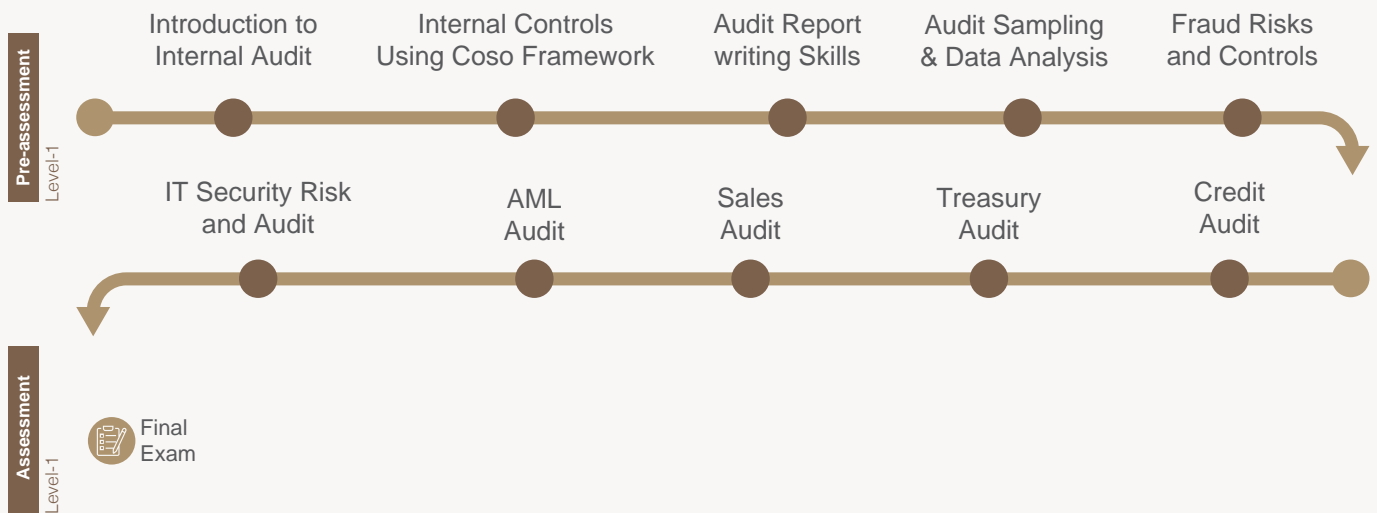 Pre-assessment
Level-1
Introduction to
Internal Audit
Internal Controls
Using Coso Framework
Audit Report
writing Skills
Audit Sampling
& Data Analysis
Fraud Risks
and Controls
IT Security Risk
and Audit
AML
Audit
Sales
Audit
Treasury
Audit
Credit
Audit
Assessment
Level-1
Final
Exam